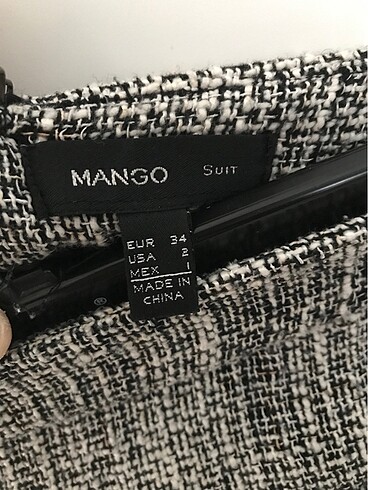 MANGO SUIT
EUR 34
USA 2
MEX 1
MADE IN
CHINA
®